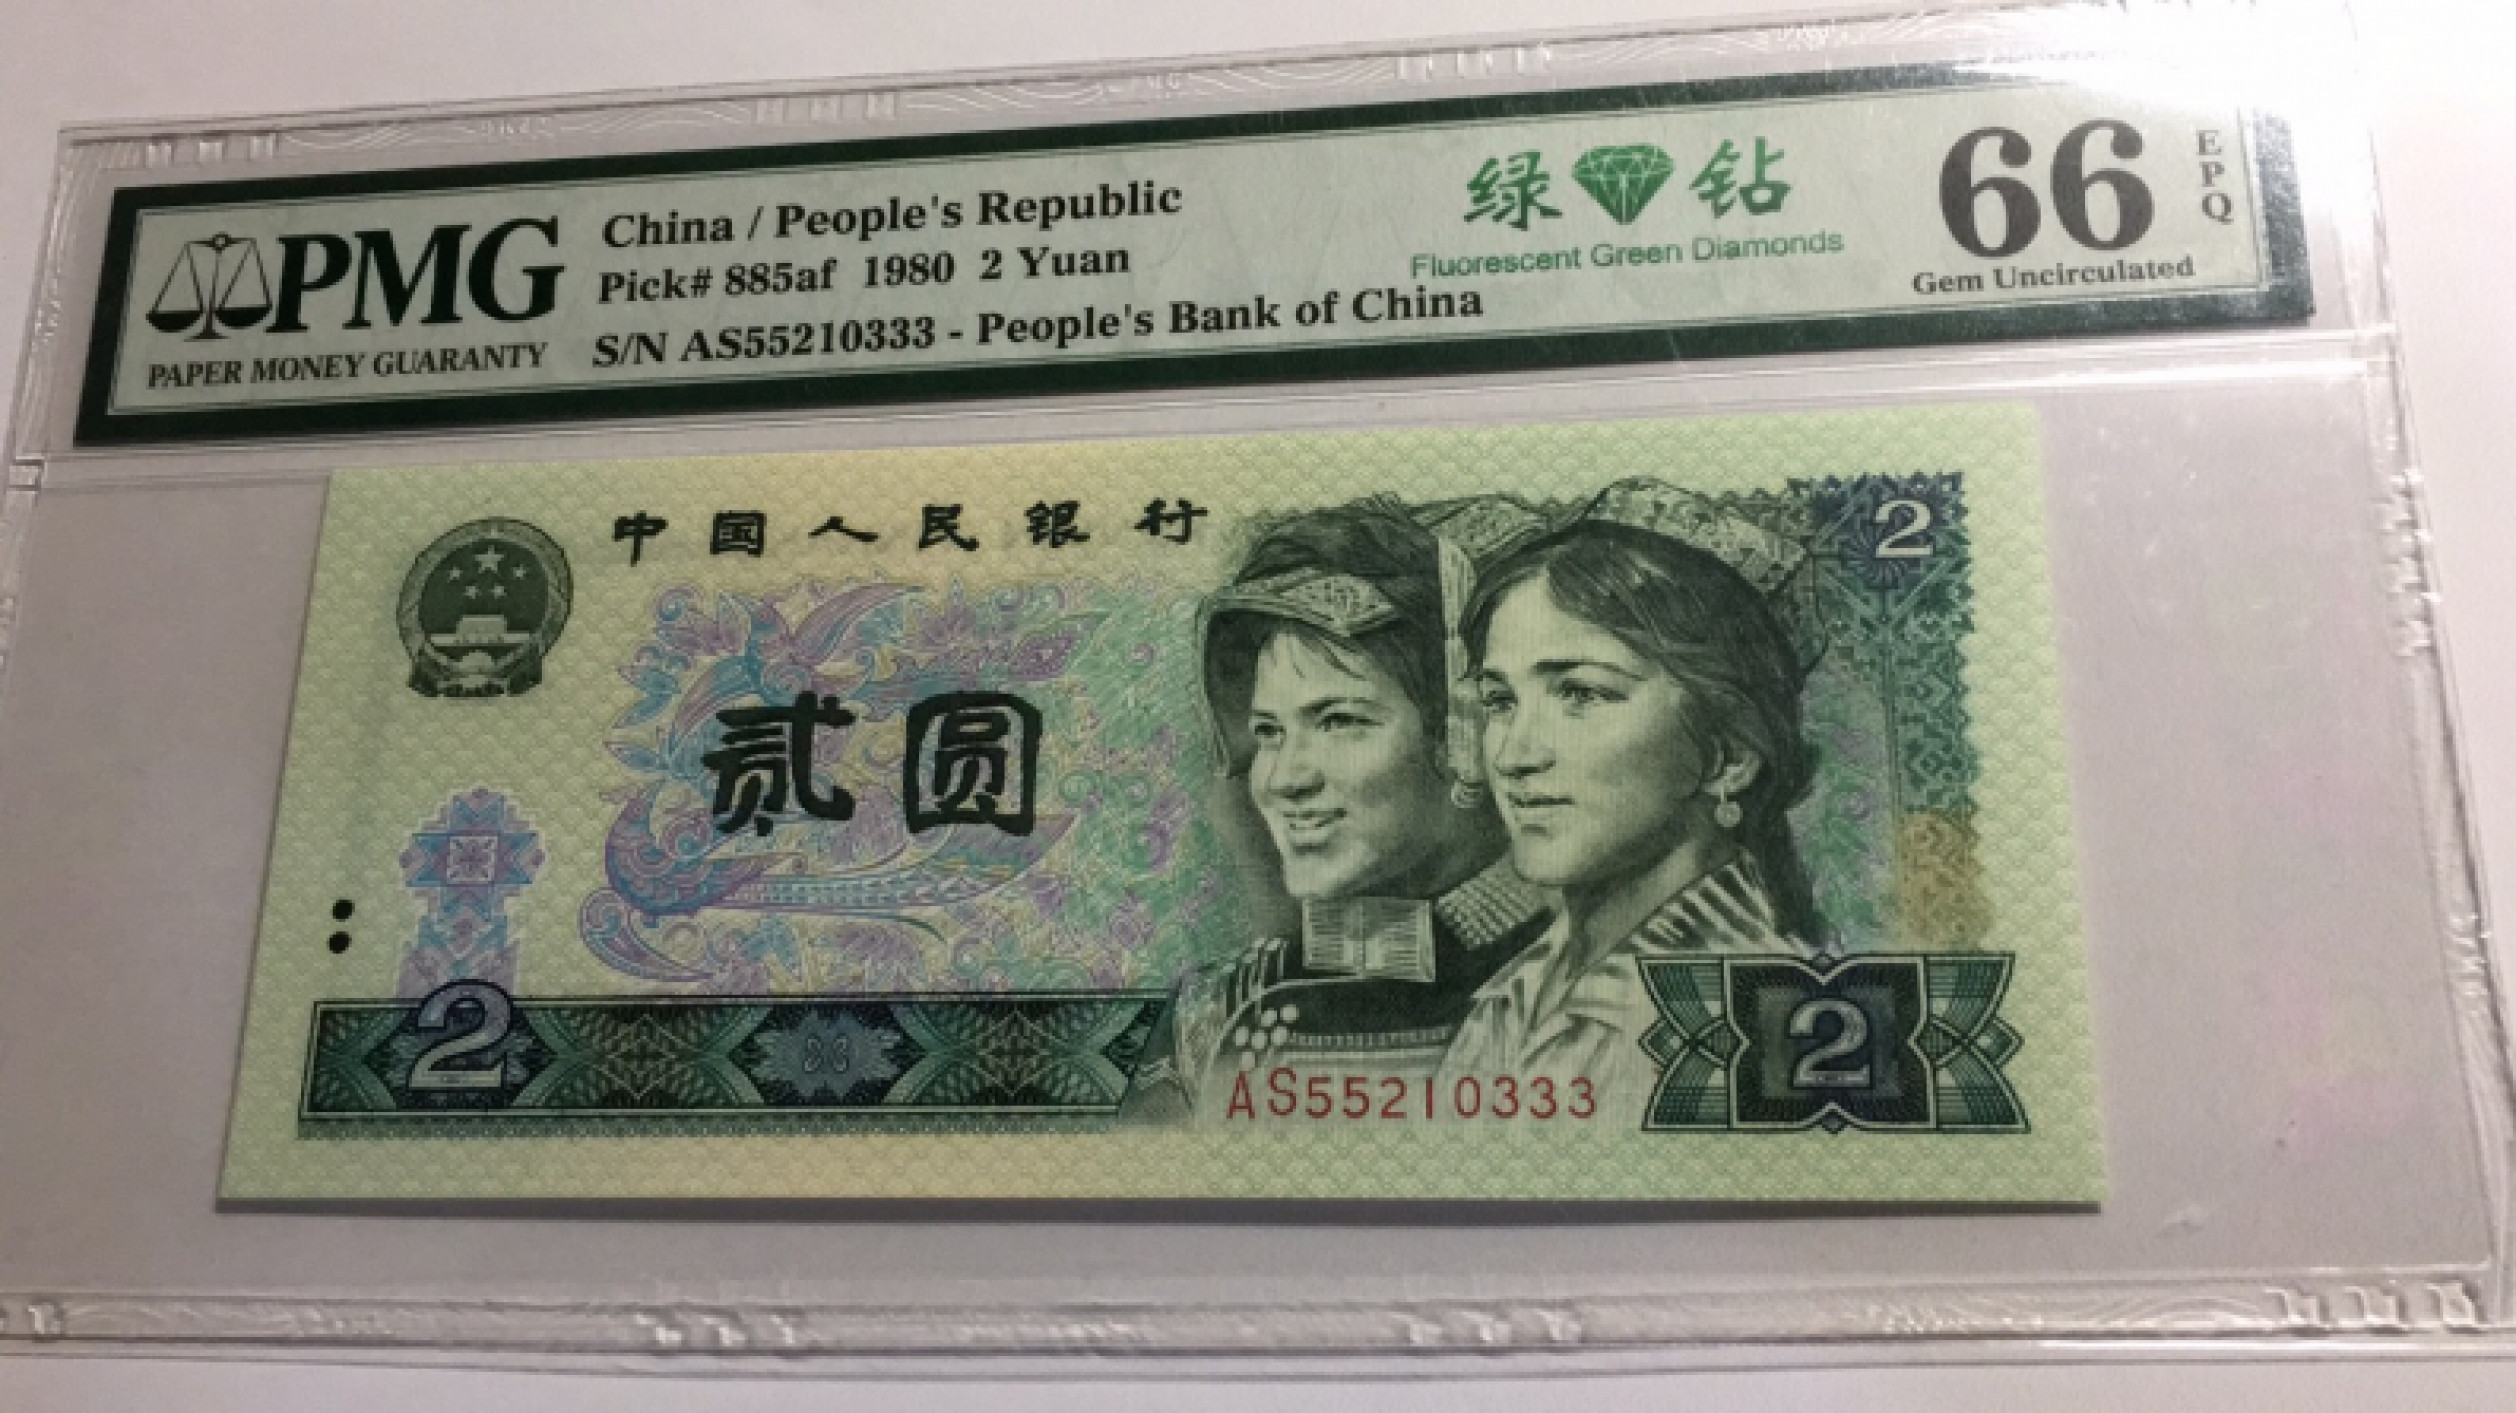 PMG
PAPER MONEY GUARANTY
China / People's Republic
Pick# 885af 1980 2 Yuan
S/N AS55210333 - People's Bank of China
绿钻
Fluorescent Green Diamonds
66
EPQ
Gem Uncirculated
中国人民银行
2
贰圆
2
AS55210333
2